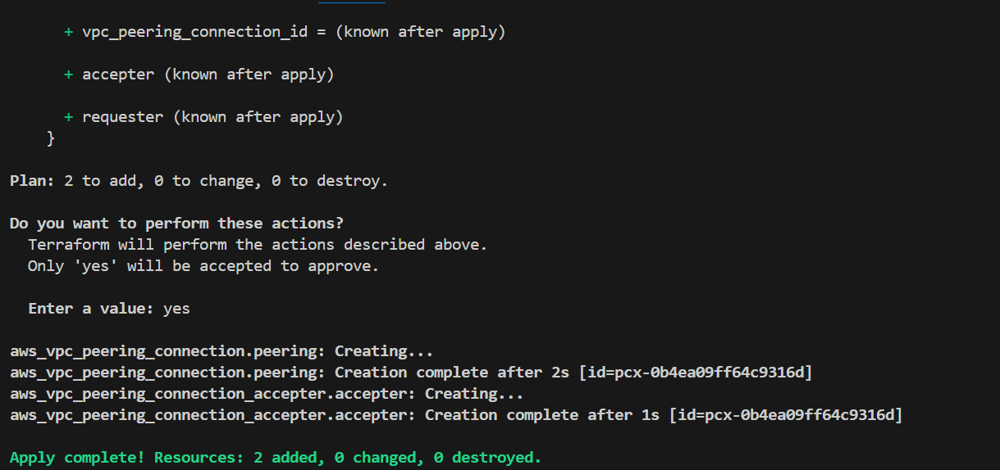 + vpc_peering_connection_id = (known after apply)
+ accepter (known after apply)
+ requester (known after apply)
}
Plan: 2 to add, 0 to change, 0 to destroy.
Do you want to perform these actions?
Terraform will perform the actions described above.
Only 'yes' will be accepted to approve.
Enter a value: yes
aws_vpc_peering_connection.peering: Creating...
aws_vpc_peering_connection.peering: Creation complete after 2s [id=pcx-0b4ea09ff64c9316d]
aws_vpc_peering_connection_accepter.accepter: Creating...
aws_vpc_peering_connection_accepter.accepter: Creation complete after 1s [id=pcx-0b4ea09ff64c9316d]
Apply complete! Resources: 2 added, 0 changed, 0 destroyed.